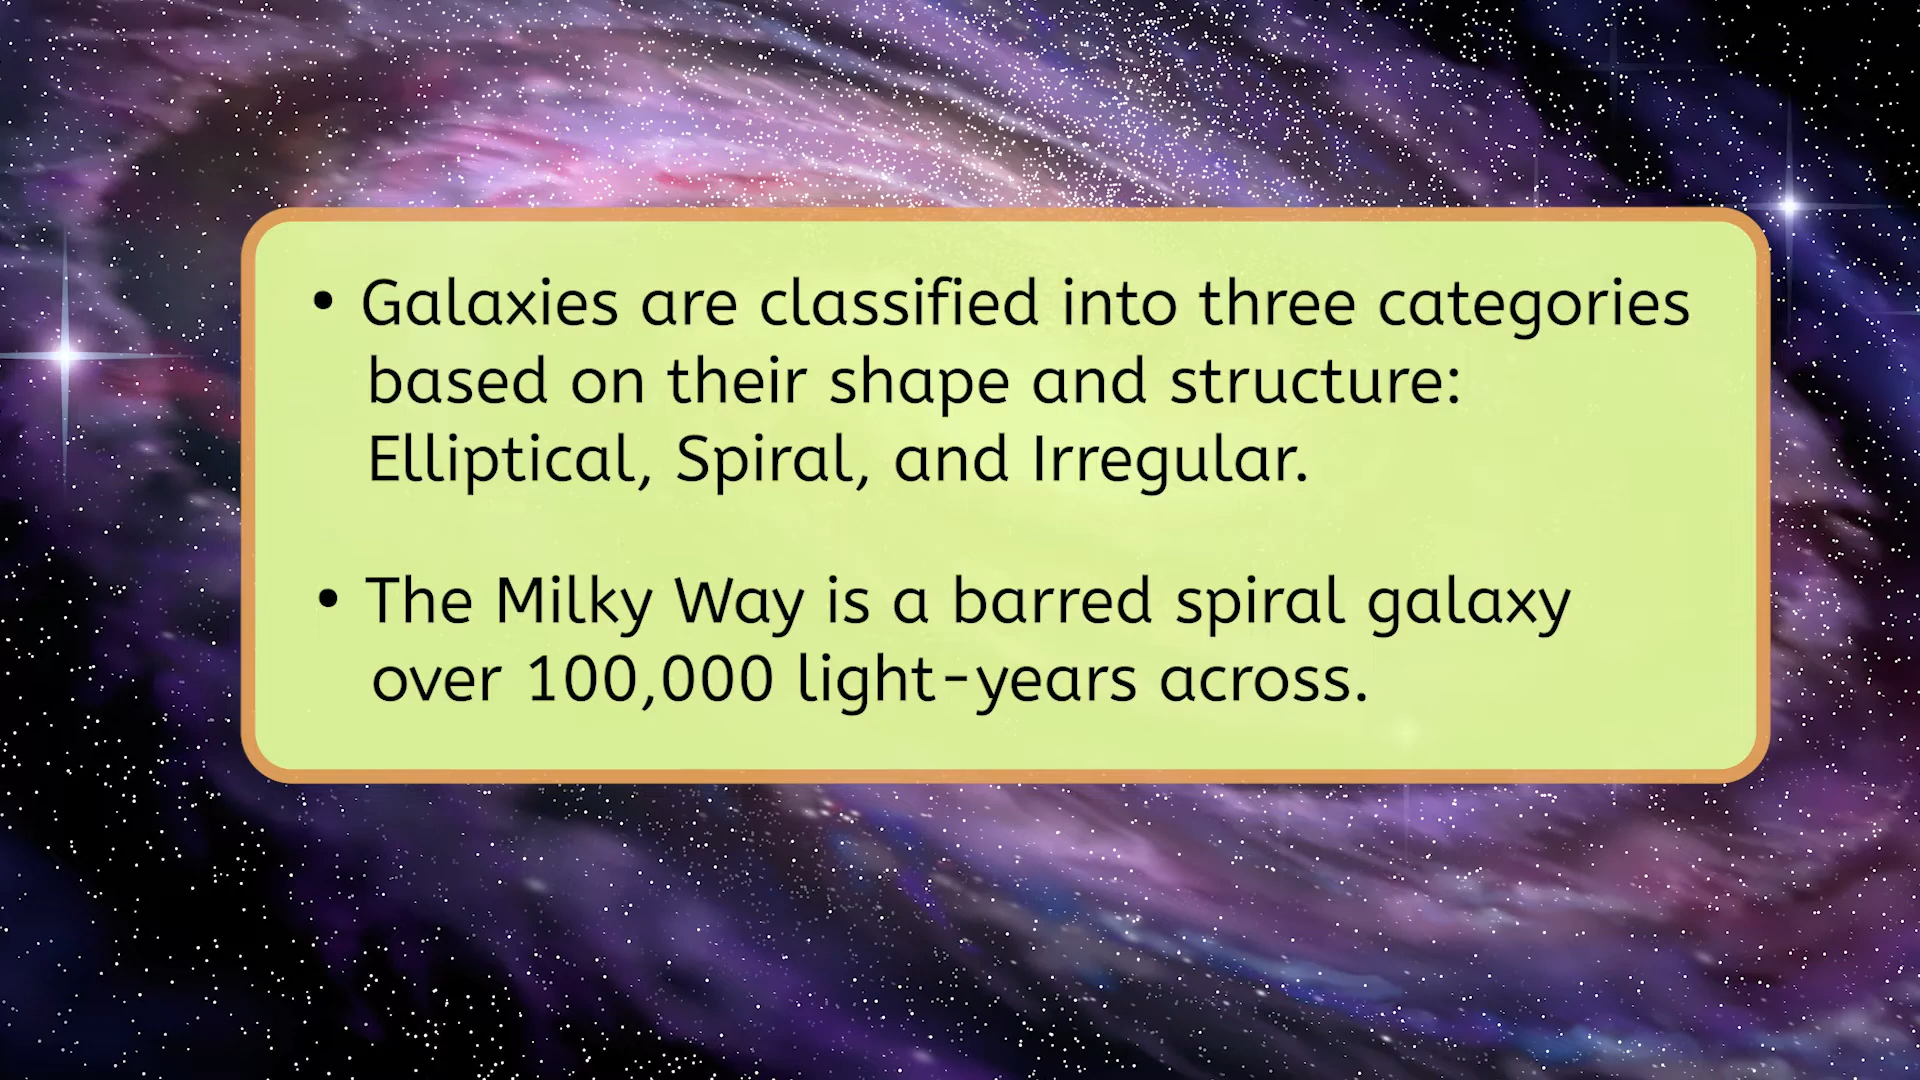 • Galaxies are classified into three categories
based on their shape and structure:
Elliptical, Spiral, and Irregular.
• The Milky Way is a barred spiral galaxy
over 100,000 light-years across.